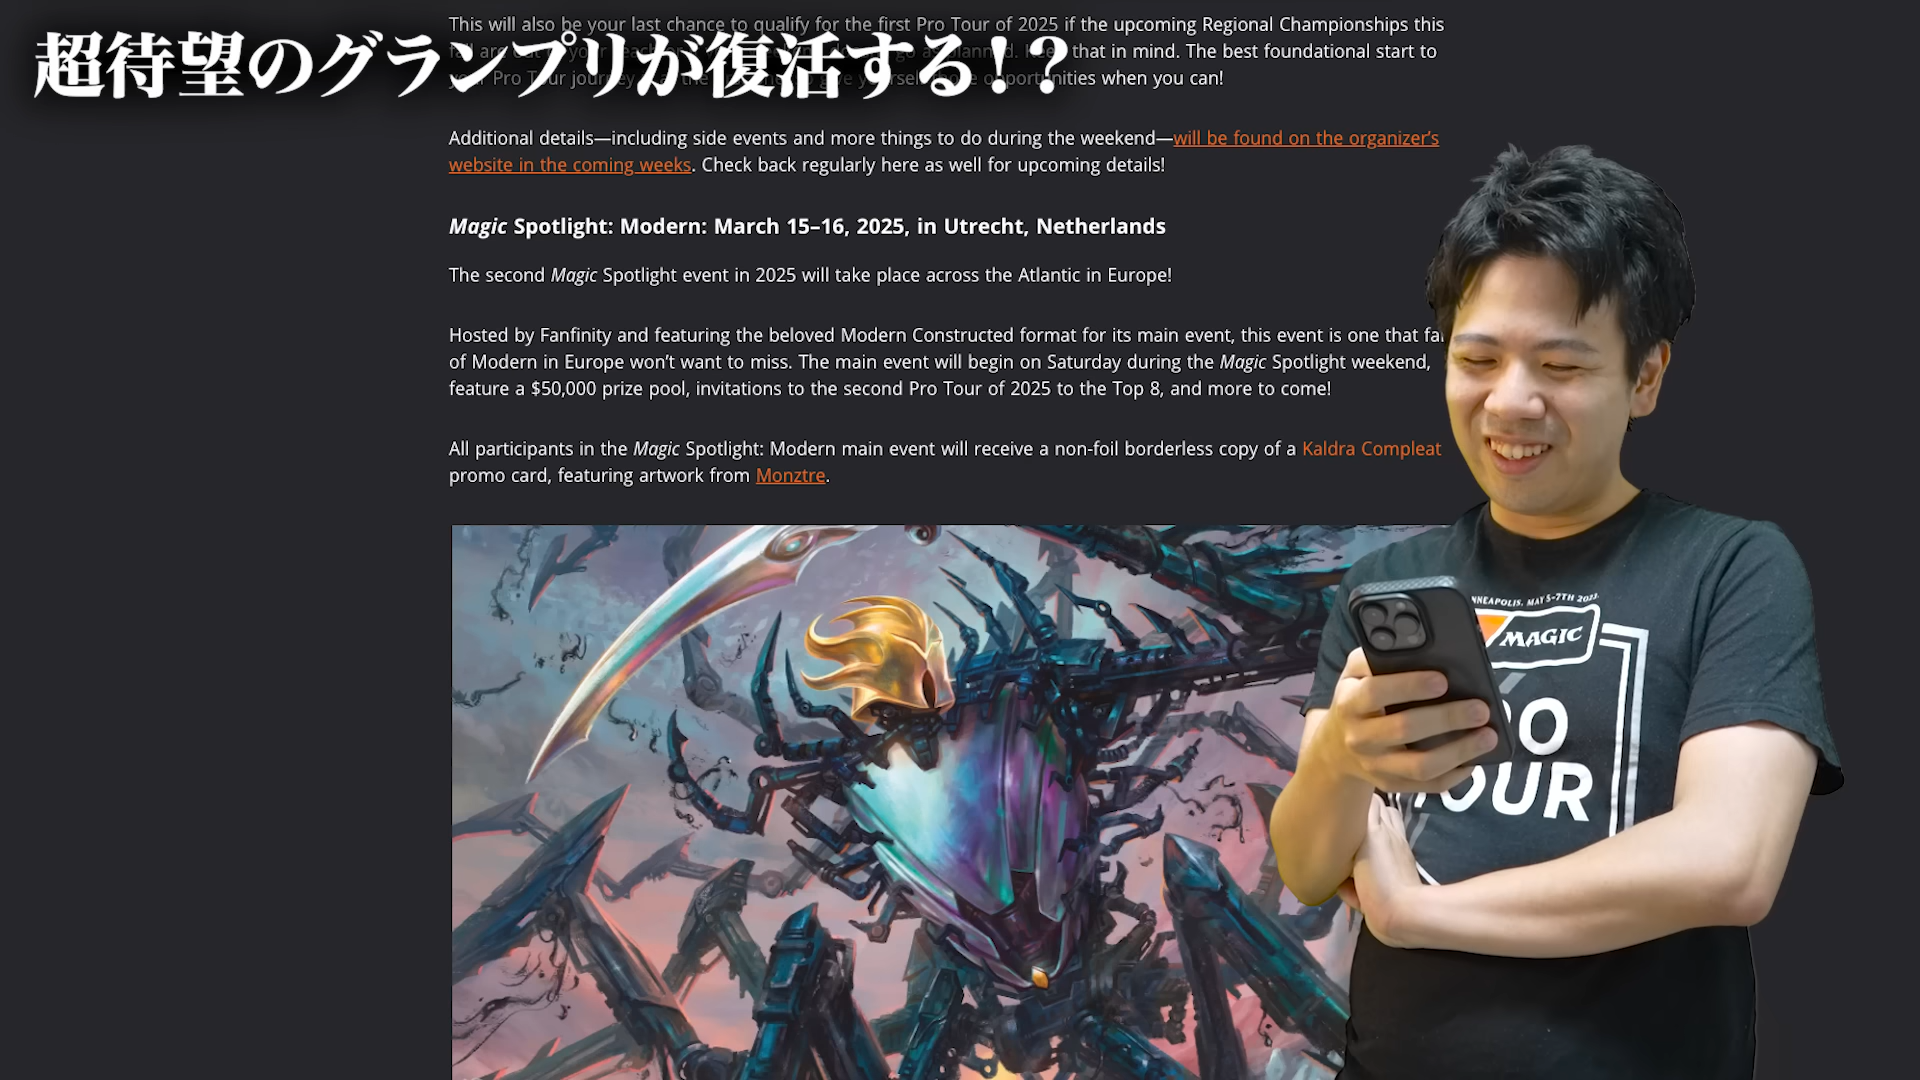 超待望のグランプリが復活する！？
This will also be your last chance to qualify for the first Pro Tour of 2025 if the upcoming Regional Championships this
that in mind. The best foundational start to
your Pro Tour journey opportunities when you can!
Additional details—including side events and more things to do during the weekend—will be found on the organizer’s
website in the coming weeks. Check back regularly here as well for upcoming details!
Magic Spotlight: Modern: March 15–16, 2025, in Utrecht, Netherlands
The second Magic Spotlight event in 2025 will take place across the Atlantic in Europe!
Hosted by Fanfinity and featuring the beloved Modern Constructed format for its main event, this event is one that
of Modern in Europe won’t want to miss. The main event will begin on Saturday during the Magic Spotlight weekend,
feature a $50,000 prize pool, invitations to the second Pro Tour of 2025 to the Top 8, and more to come!
All participants in the Magic Spotlight: Modern main event will receive a non-foil borderless copy of a Kaldra Compleat
promo card, featuring artwork from Monztre.
MAY 5-7TH
MAGIC